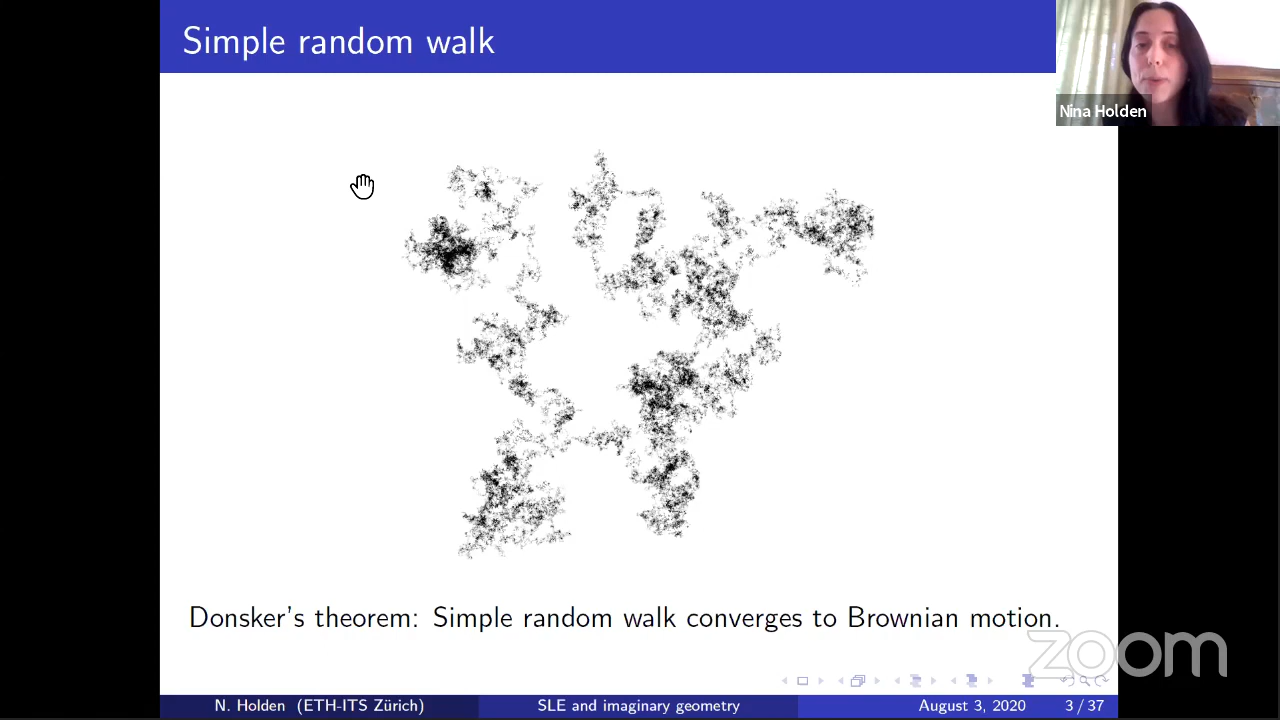 Simple random walk
Nina Holden
Donsker's theorem: Simple random walk converges to Brownian motion.
zoom
N. Holden (ETH-ITS Zürich)
SLE and imaginary geometry
August 3, 2020
3 / 37